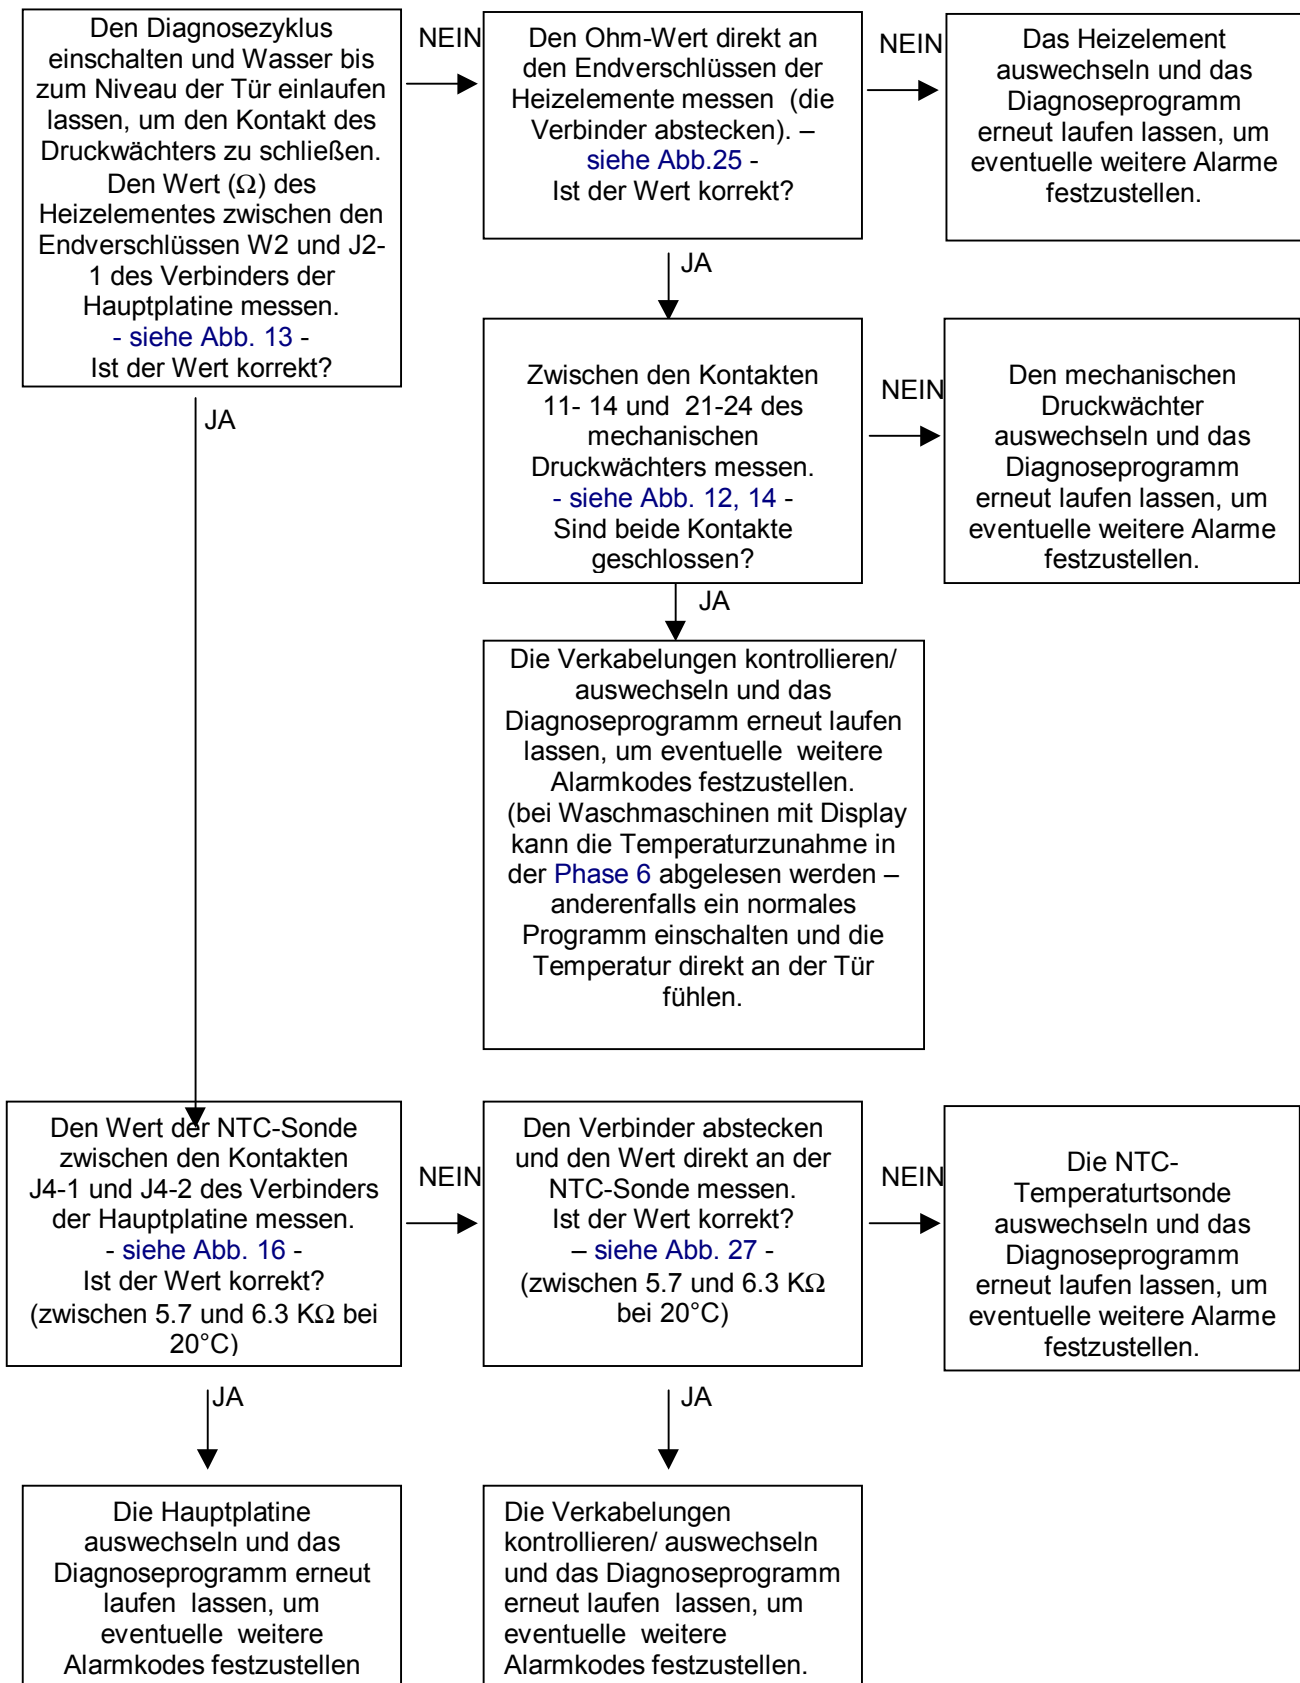 Den Diagnosezyklus
einschalten und Wasser bis
zum Niveau der Tür einlaufen
lassen, um den Kontakt des
Druckwächters zu schließen.
Den Wert (Ω) des
Heizelementes zwischen den
Endverschlüssen W2 und J2-
1 des Verbinders der
Hauptplatine messen.
- siehe Abb. 13 -
Ist der Wert korrekt?
NEIN
Den Ohm-Wert direkt an
den Endverschlüssen der
Heizelemente messen (die
Verbinder abstecken). –
siehe Abb.25 -
Ist der Wert korrekt?
NEIN
Das Heizelement
auswechseln und das
Diagnoseprogramm
erneut laufen lassen, um
eventuelle weitere Alarme
festzustellen.
JA
JA
Zwischen den Kontakten
11- 14 und 21-24 des
mechanischen
Druckwächters messen.
- siehe Abb. 12, 14 -
Sind beide Kontakte
geschlossen?
NEIN
Den mechanischen
Druckwächter
auswechseln und das
Diagnoseprogramm
erneut laufen lassen, um
eventuelle weitere Alarme
festzustellen.
JA
Die Verkabelungen kontrollieren/
auswechseln und das
Diagnoseprogramm erneut laufen
lassen, um eventuelle weitere
Alarmkodes festzustellen.
(bei Waschmaschinen mit Display
kann die Temperaturzunahme in
der Phase 6 abgelesen werden –
anderenfalls ein normales
Programm einschalten und die
Temperatur direkt an der Tür
fühlen.
Den Wert der NTC-Sonde
zwischen den Kontakten
J4-1 und J4-2 des Verbinders
der Hauptplatine messen.
- siehe Abb. 16 -
Ist der Wert korrekt?
(zwischen 5.7 und 6.3 KΩ bei
20°C)
NEIN
Den Verbinder abstecken
und den Wert direkt an der
NTC-Sonde messen.
Ist der Wert korrekt?
– siehe Abb. 27 -
(zwischen 5.7 und 6.3 KΩ
bei 20°C)
NEIN
Die NTC-
Temperaturtsonde
auswechseln und das
Diagnoseprogramm
erneut laufen lassen, um
eventuelle weitere Alarme
festzustellen.
JA
JA
Die Hauptplatine
auswechseln und das
Diagnoseprogramm erneut
laufen lassen, um
eventuelle weitere
Alarmkodes festzustellen
Die Verkabelungen
kontrollieren/ auswechseln
und das Diagnoseprogramm
erneut laufen lassen, um
eventuelle weitere
Alarmkodes festzustellen.